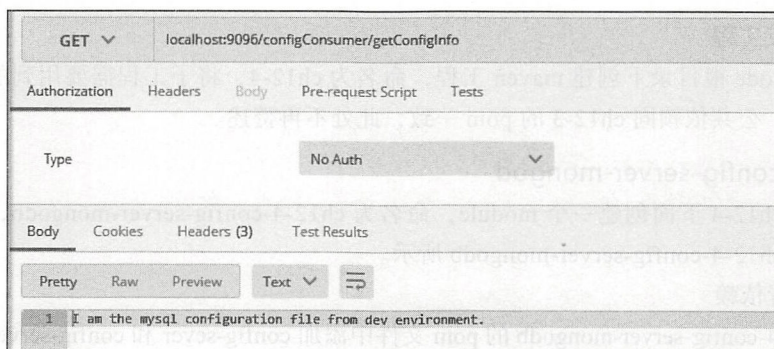 GET
localhost:9096/configConsumer/getConfigInfo
Authorization Headers Body Pre-request Script Tests
Type No Auth
Body Cookies Headers (3) Test Results
Pretty Raw Preview Text
1 I am the mysql configuration file from dev environment.